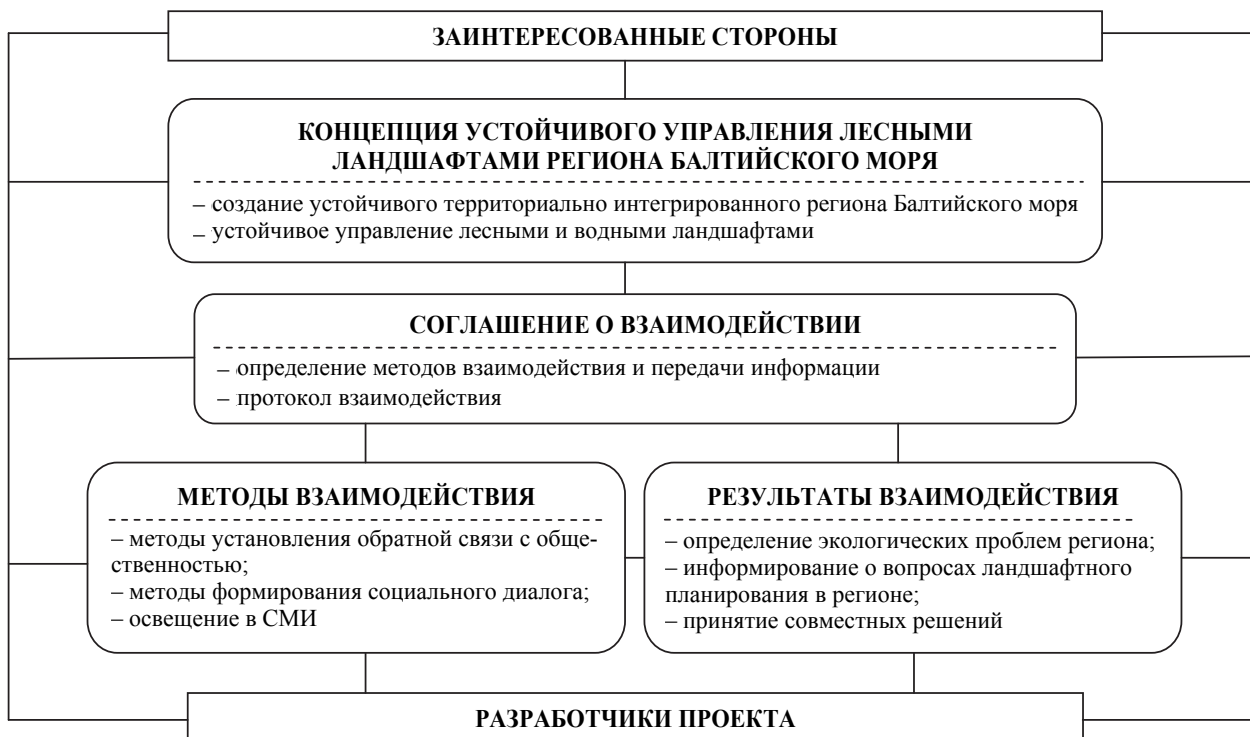 ЗАИНТЕРЕСОВАННЫЕ СТОРОНЫ
КОНЦЕПЦИЯ УСТОЙЧИВОГО УПРАВЛЕНИЯ ЛЕСНЫМИ
ЛАНДШАФТАМИ РЕГИОНА БАЛТИЙСКОГО МОРЯ
– создание устойчивого территориально интегрированного региона Балтийского моря
– устойчивое управление лесными и водными ландшафтами
СОГЛАШЕНИЕ О ВЗАИМОДЕЙСТВИИ
– определение методов взаимодействия и передачи информации
– протокол взаимодействия
МЕТОДЫ ВЗАИМОДЕЙСТВИЯ
– методы установления обратной связи с обще-
ственностью;
– методы формирования социального диалога;
– освещение в СМИ
РЕЗУЛЬТАТЫ ВЗАИМОДЕЙСТВИЯ
– определение экологических проблем региона;
– информирование о вопросах ландшафтного
планирования в регионе;
– принятие совместных решений
РАЗРАБОТЧИКИ ПРОЕКТА